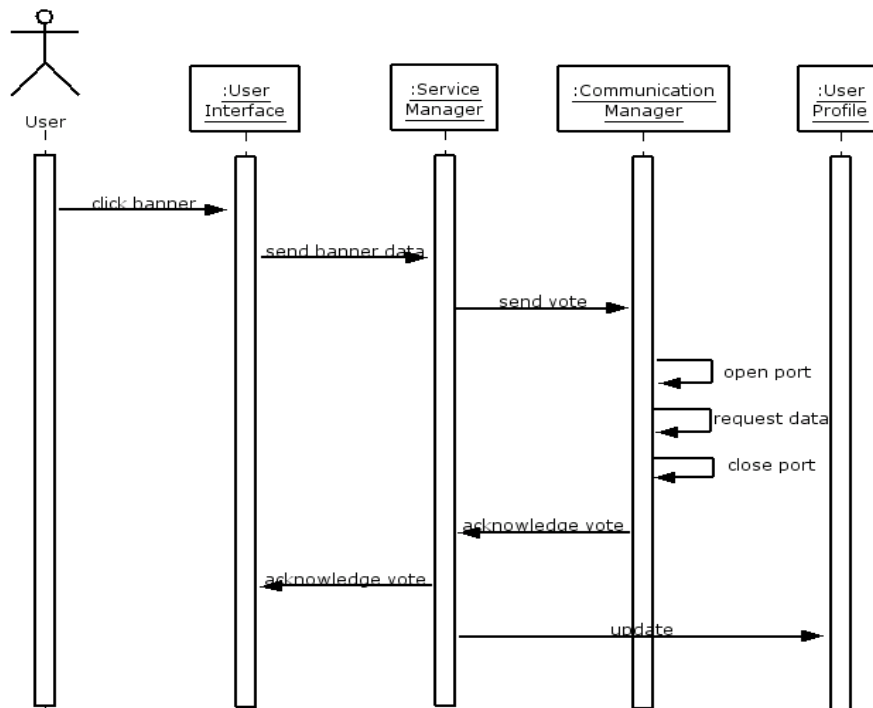 User
:User
Interface
:Service
Manager
:Communication
Manager
:User
Profile
click banner
send banner data
send vote
open port
request data
close port
acknowledge vote
acknowledge vote
update